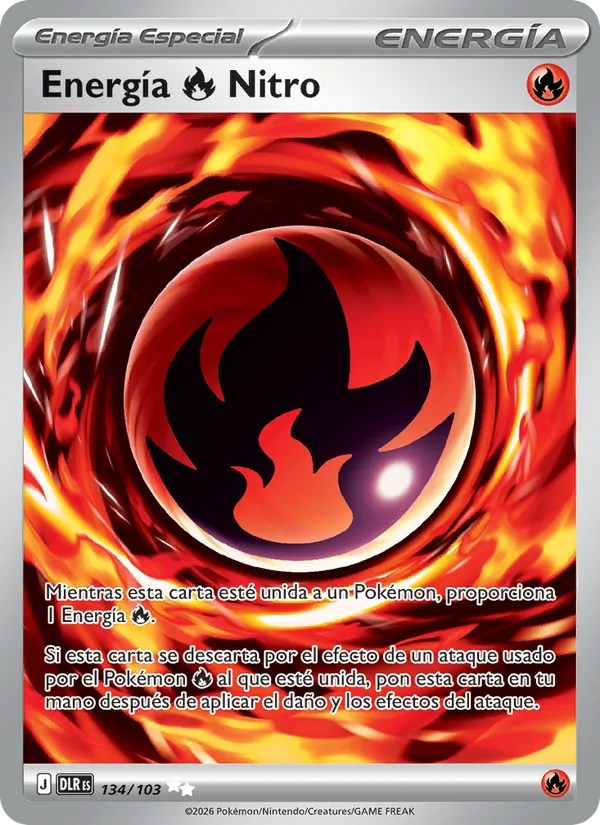 Energía Especial
ENERGÍA
Energía Nitro
Mientras esta carta esté unida a un Pokémon, proporciona
1 Energía .
Si esta carta se descarta por el efecto de un ataque usado
por el Pokémon al que esté unida, pon esta carta en tu
mano después de aplicar el daño y los efectos del ataque.
J DLR ES 134/103
©2026 Pokémon/Nintendo/Creatures/GAME FREAK